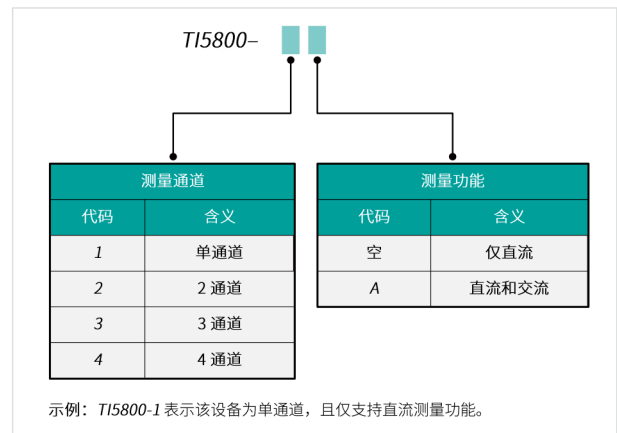 TI5800–
测量通道
代码 含义
1 单通道
2 2 通道
3 3 通道
4 4 通道
测量功能
代码 含义
空 仅直流
A 直流和交流
示例：TI5800-1 表示该设备为单通道，且仅支持直流测量功能。